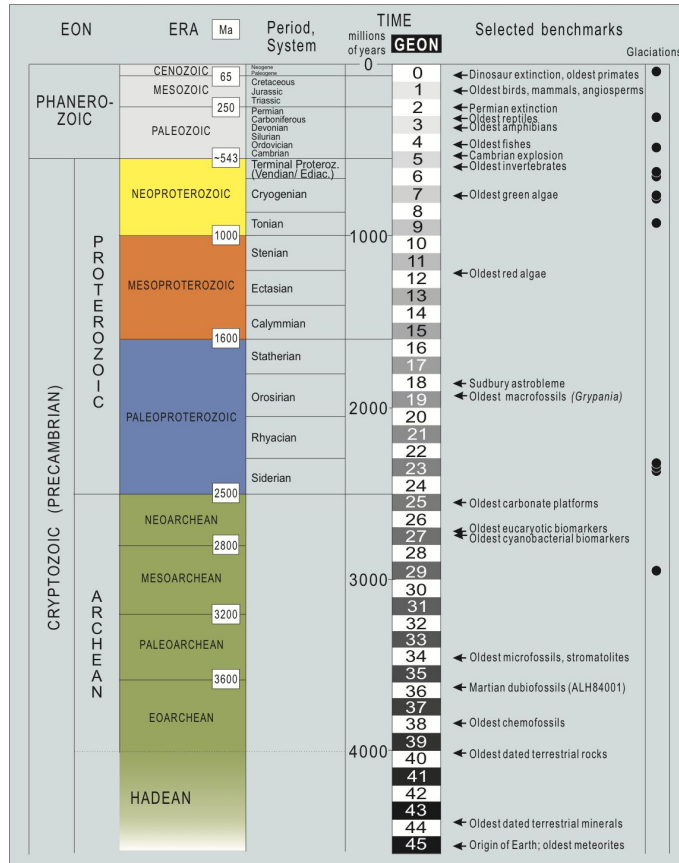 EON
ERA
Ma
Period,
System
TIME
millions
of years
GEON
Selected benchmarks
Glaciations
PHANERO-
ZOIC
CENOZOIC
65
MESOZOIC
250
PALEOZOIC
~543
Neogene
Paleogene
Cretaceous
Jurassic
Triassic
Permian
Carboniferous
Devonian
Silurian
Ordovician
Cambrian
CRYPTOZOIC (PRECAMBRIAN)
PROTEROZOIC
NEOPROTEROZOIC
1000
Terminal Proteroz.
(Vendian/ Ediac.)
Cryogenian
Tonian
MESOPROTEROZOIC
1600
Stenian
Ectasian
Calymmian
PALEOPROTEROZOIC
2500
Statherian
Orosirian
Rhyacian
Siderian
ARCHEAN
NEOARCHEAN
2800
MESOARCHEAN
3200
PALEOARCHEAN
3600
EOARCHEAN
HADEAN
0
1000
2000
3000
4000
0
1
2
3
4
5
6
7
8
9
10
11
12
13
14
15
16
17
18
19
20
21
22
23
24
25
26
27
28
29
30
31
32
33
34
35
36
37
38
39
40
41
42
43
44
45
Dinosaur extinction, oldest primates
Oldest birds, mammals, angiosperms
Permian extinction
Oldest reptiles
Oldest amphibians
Oldest fishes
Cambrian explosion
Oldest invertebrates
Oldest green algae
Oldest red algae
Sudbury astrobleme
Oldest macrofossils (Grypania)
Oldest carbonate platforms
Oldest eucaryotic biomarkers
Oldest cyanobacterial biomarkers
Oldest microfossils, stromatolites
Martian dubiofossils (ALH84001)
Oldest chemofossils
Oldest dated terrestrial rocks
Oldest dated terrestrial minerals
Origin of Earth; oldest meteorites